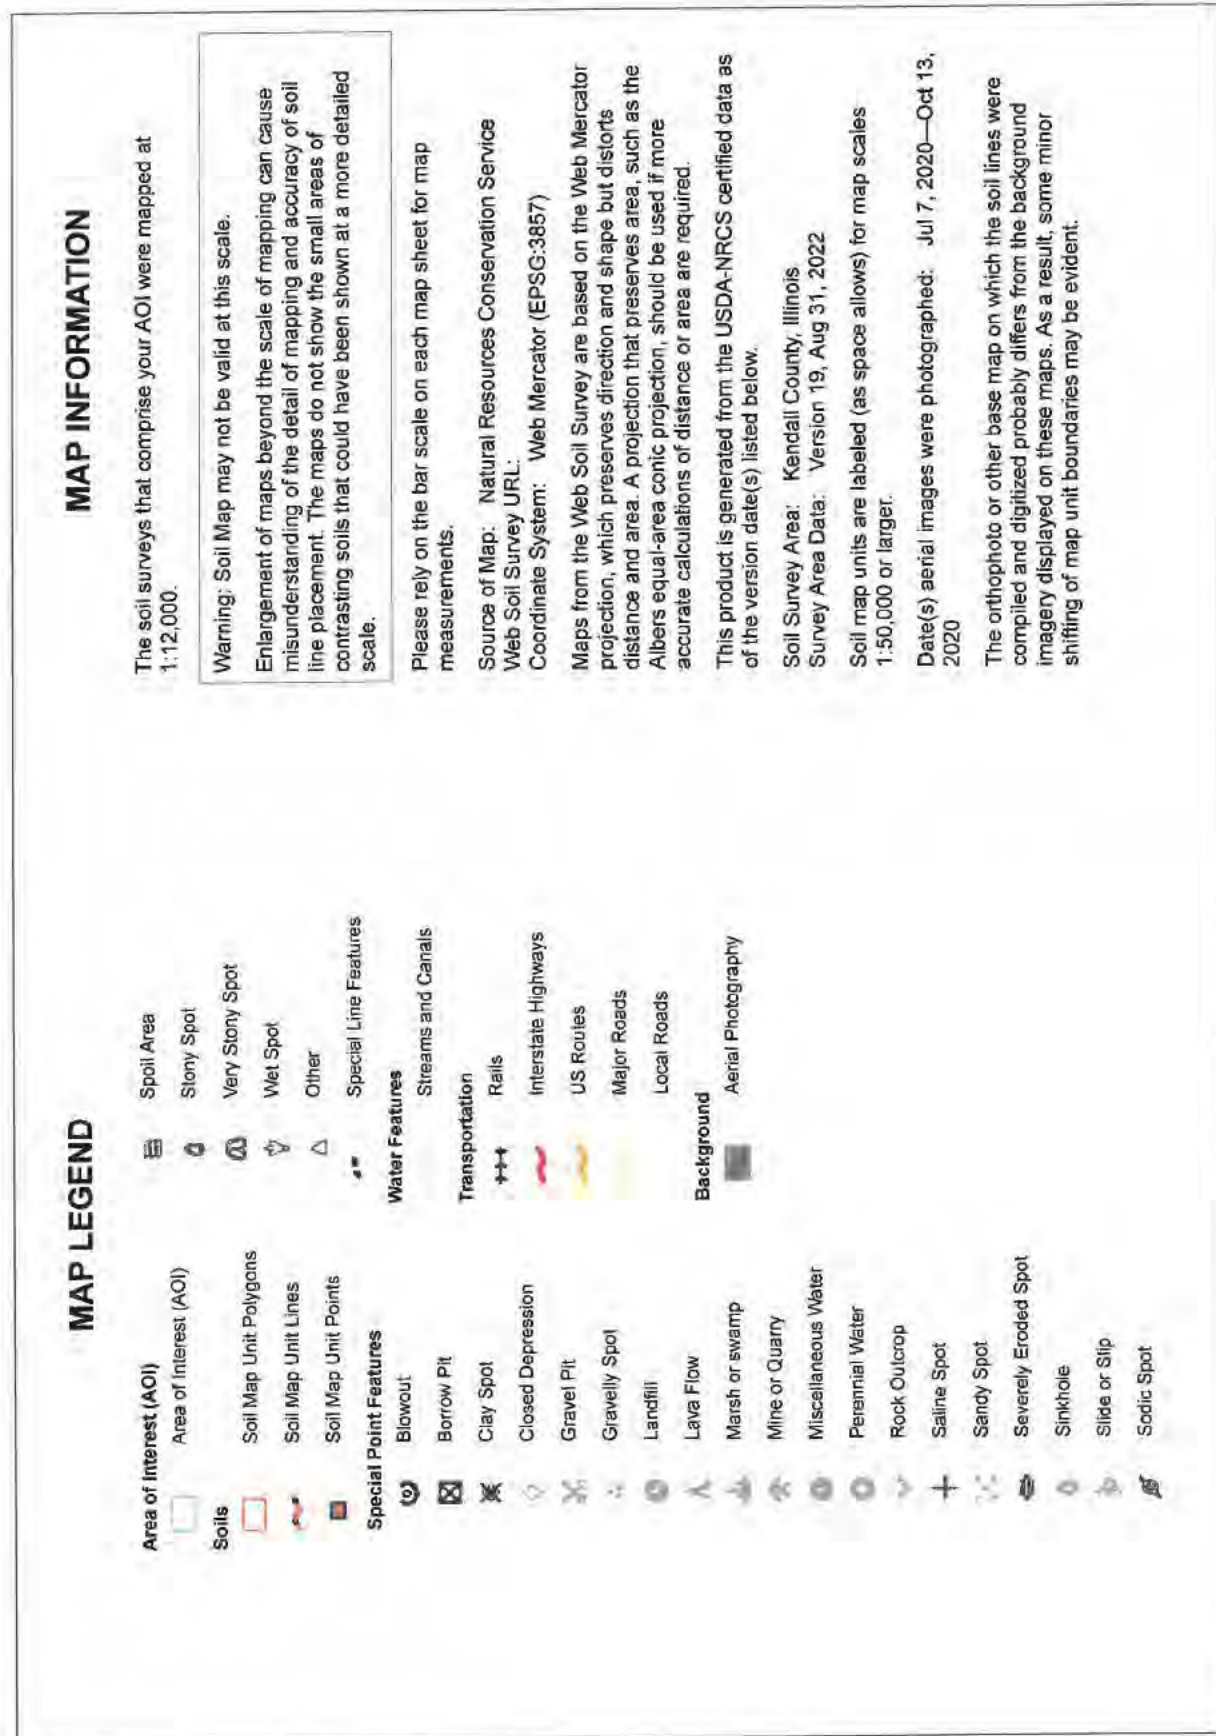 MAP LEGEND
Area of Interest (AOI)
Area of Interest (AOI)
Soils
Soil Map Unit Polygons
Soil Map Unit Lines
Soil Map Unit Points
Special Point Features
Blowout
Borrow Pit
Clay Spot
Closed Depression
Gravel Pit
Gravelly Spot
Landfill
Lava Flow
Marsh or swamp
Mine or Quarry
Miscellaneous Water
Perennial Water
Rock Outcrop
Saline Spot
Sandy Spot
Severely Eroded Spot
Sinkhole
Slide or Slip
Sodic Spot
Spoil Area
Stony Spot
Very Stony Spot
Wet Spot
Other
Special Line Features
Water Features
Streams and Canals
Transportation
Rails
Interstate Highways
US Routes
Major Roads
Local Roads
Background
Aerial Photography
MAP INFORMATION
The soil surveys that comprise your AOI were mapped at
1:12,000.
Warning: Soil Map may not be valid at this scale.
Enlargement of maps beyond the scale of mapping can cause
misunderstanding of the detail of mapping and accuracy of soil
line placement. The maps do not show the small areas of
contrasting soils that could have been shown at a more detailed
scale.
Please rely on the bar scale on each map sheet for map
measurements.
Source of Map: Natural Resources Conservation Service
Web Soil Survey URL:
Coordinate System: Web Mercator (EPSG:3857)
Maps from the Web Soil Survey are based on the Web Mercator
projection, which preserves direction and shape but distorts
distance and area. A projection that preserves area, such as the
Albers equal-area conic projection, should be used if more
accurate calculations of distance or area are required.
This product is generated from the USDA-NRCS certified data as
of the version date(s) listed below.
Soil Survey Area: Kendall County, Illinois
Survey Area Data: Version 19, Aug 31, 2022
Soil map units are labeled (as space allows) for map scales
1:50,000 or larger.
Date(s) aerial images were photographed: Jul 7, 2020—Oct 13,
2020
The orthophoto or other base map on which the soil lines were
compiled and digitized probably differs from the background
imagery displayed on these maps. As a result, some minor
shifting of map unit boundaries may be evident.